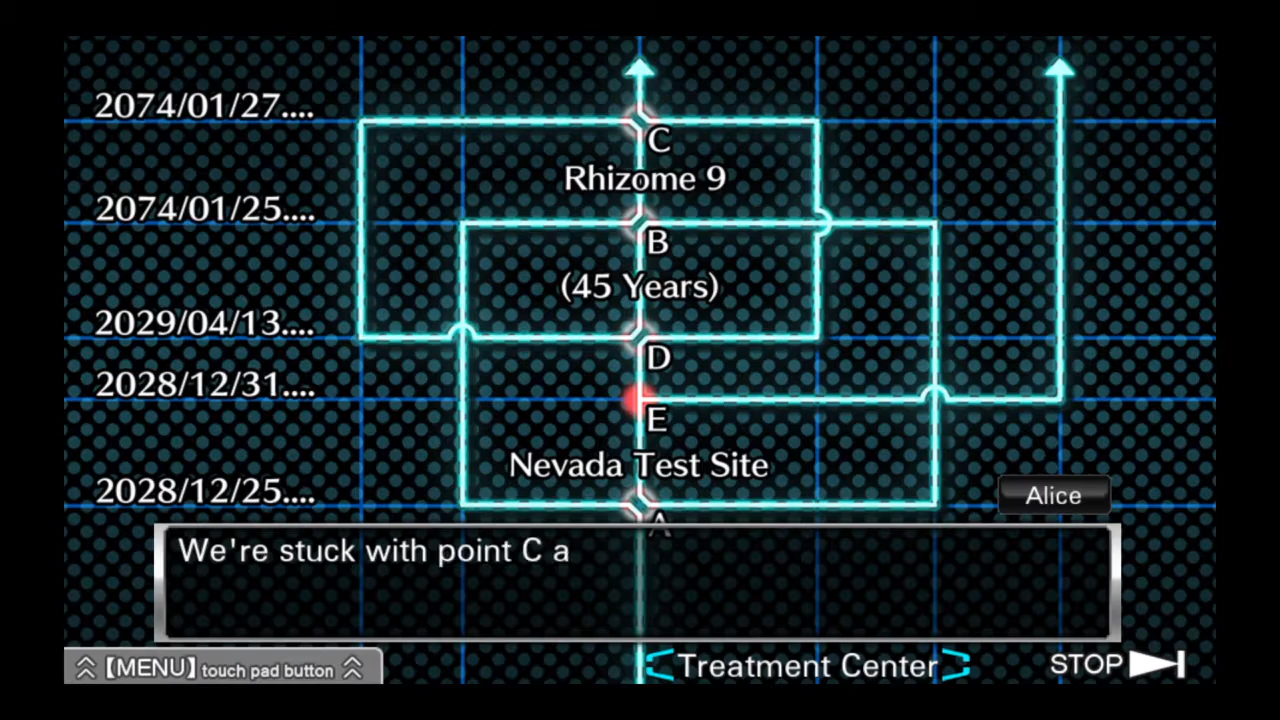 2074/01/27....
C
Rhizome 9
2074/01/25....
B
(45 Years)
2029/04/13....
D
2028/12/31....
E
Nevada Test Site
2028/12/25....
A
Alice
We're stuck with point C a
【MENU】touch pad button
Treatment Center
STOP